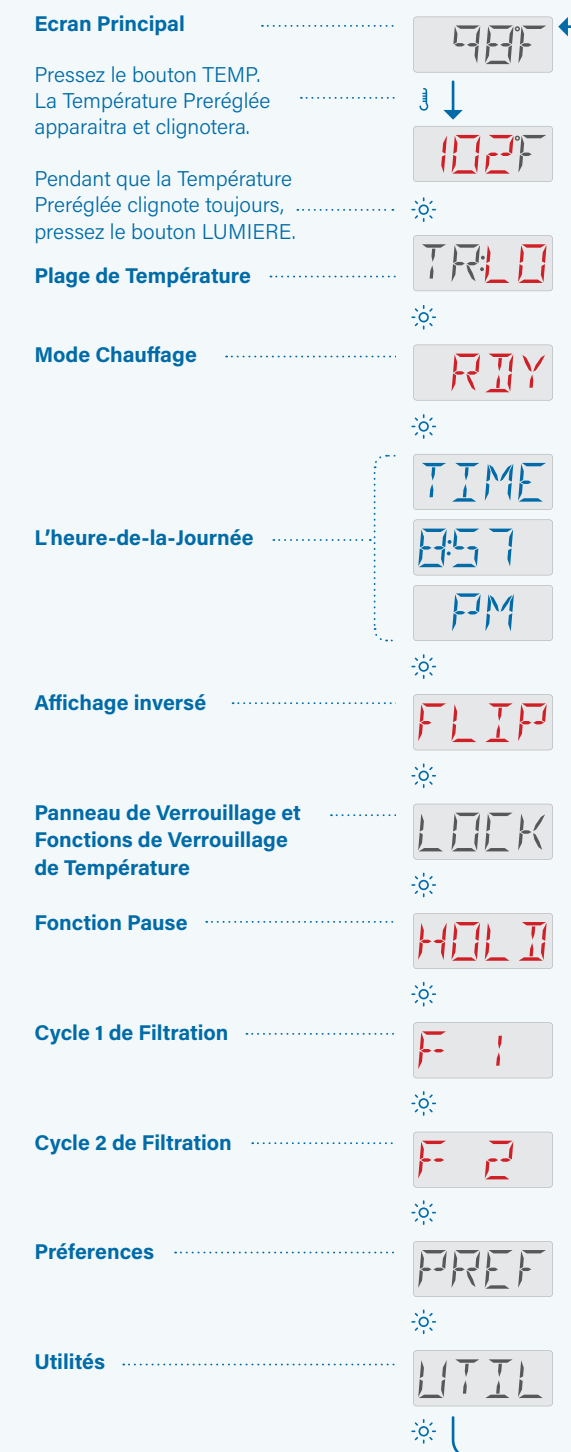 Ecran Principal
98°F
Pressez le bouton TEMP.
La Température Preréglée
apparaitra et clignotera.
102°F
Pendant que la Température
Preréglée clignote toujours,
pressez le bouton LUMIERE.
Plage de Température
TR:LO
Mode Chauffage
RDY
L’heure-de-la-Journée
TIME
8:57
PM
Affichage inversé
FLIP
Panneau de Verrouillage et
Fonctions de Verrouillage
de Température
LOCK
Fonction Pause
HOLD
Cycle 1 de Filtration
F 1
Cycle 2 de Filtration
F 2
Préferences
PREF
Utilités
UTIL